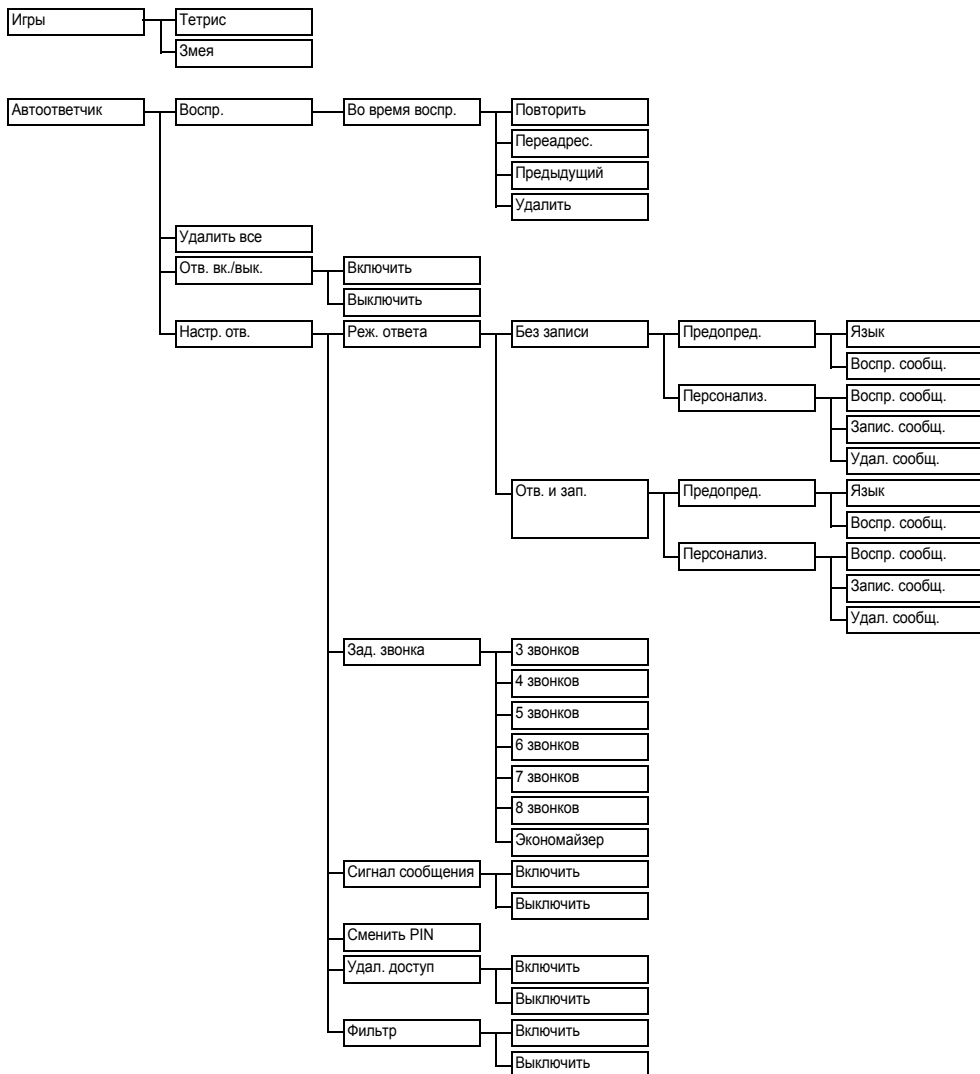 Игры
Тетрис
Змея
Автоответчик
Воспр.
Во время воспр.
Повторить
Переадрес.
Предыдущий
Удалить
Удалить все
Отв. вк./вык.
Включить
Выключить
Настр. отв.
Реж. ответа
Без записи
Предопред.
Язык
Воспр. сообщ.
Персонализ.
Воспр. сообщ.
Запис. сообщ.
Удал. сообщ.
Отв. и зап.
Предопред.
Язык
Воспр. сообщ.
Персонализ.
Воспр. сообщ.
Запис. сообщ.
Удал. сообщ.
Зад. звонка
3 звонков
4 звонков
5 звонков
6 звонков
7 звонков
8 звонков
Экономайзер
Сигнал сообщения
Включить
Выключить
Сменить PIN
Удал. доступ
Включить
Выключить
Фильтр
Включить
Выключить